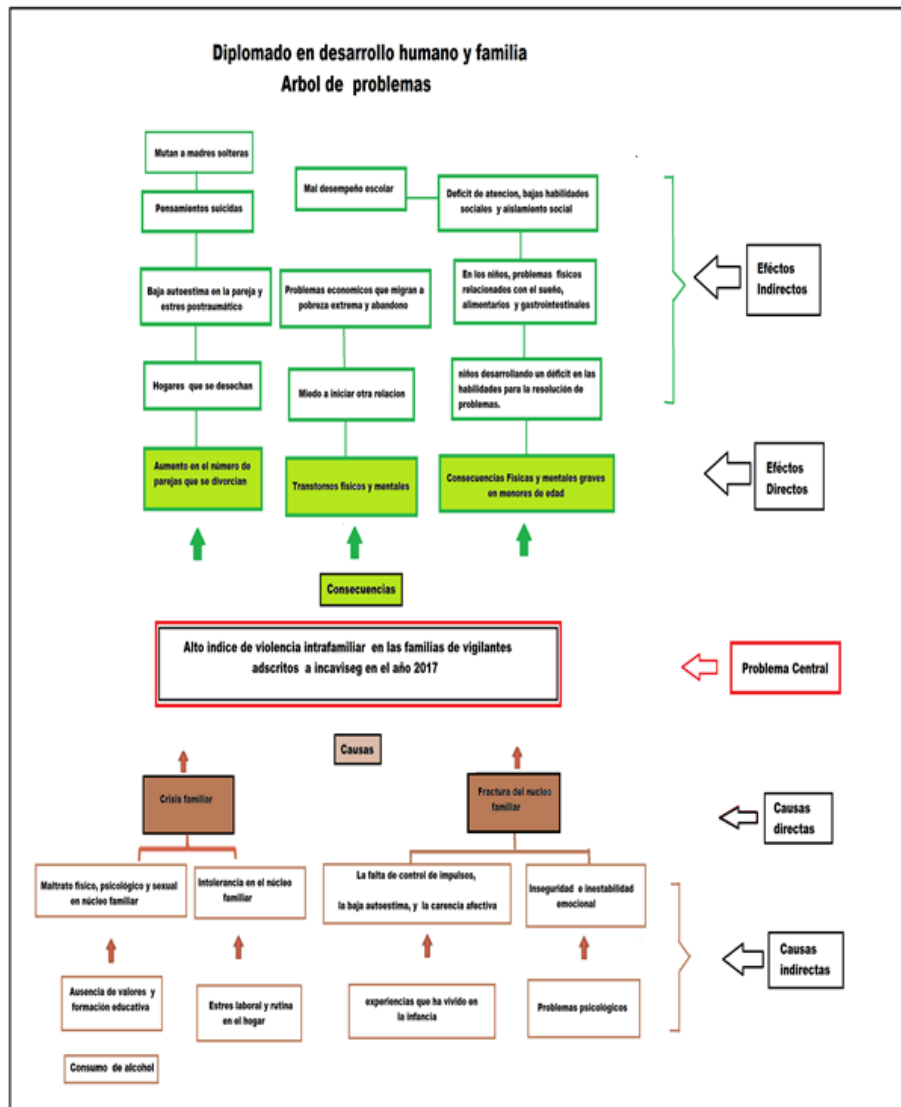 Diplomado en desarrollo humano y familia
Arbol de problemas
Mutan a madres solteras
Mal desempeño escolar
Deficit de atencion, bajas habilidades
sociales y aislamiento social
Pensamientos suicidas
Eféctos
Indirectos
Baja autoestima en la pareja y
estres postraumático
Problemas economicos que migran a
pobreza extrema y abandono
En los niños, problemas fisicos
relacionados con el sueño,
alimentarios y gastrointestinales
Hogares que se desechan
Miedo a iniciar otra relacion
niños desarrollando un déficit en las
habilidades para la resolución de
problemas.
Aumento en el número de
parejas que se divorcian
Transtornos físicos y mentales
Consecuencias Físicas y mentales graves
en menores de edad
Eféctos
Directos
Consecuencias
Alto indice de violencia intrafamiliar en las familias de vigilantes
adscritos a incaviseg en el año 2017
Problema Central
Causas
Crisis familiar
Fractura del nucleo
familiar
Causas
directas
Maltrato físico, psicológico y sexual
en núcleo familiar
Intolerancia en el núcleo
familiar
La falta de control de impulsos,
la baja autoestima, y la carencia afectiva
Inseguridad e inestabilidad
emocional
Causas
indirectas
Ausencia de valores y
formación educativa
Estres laboral y rutina
en el hogar
experiencias que ha vivido en
la infancia
Problemas psicológicos
Consumo de alcohol